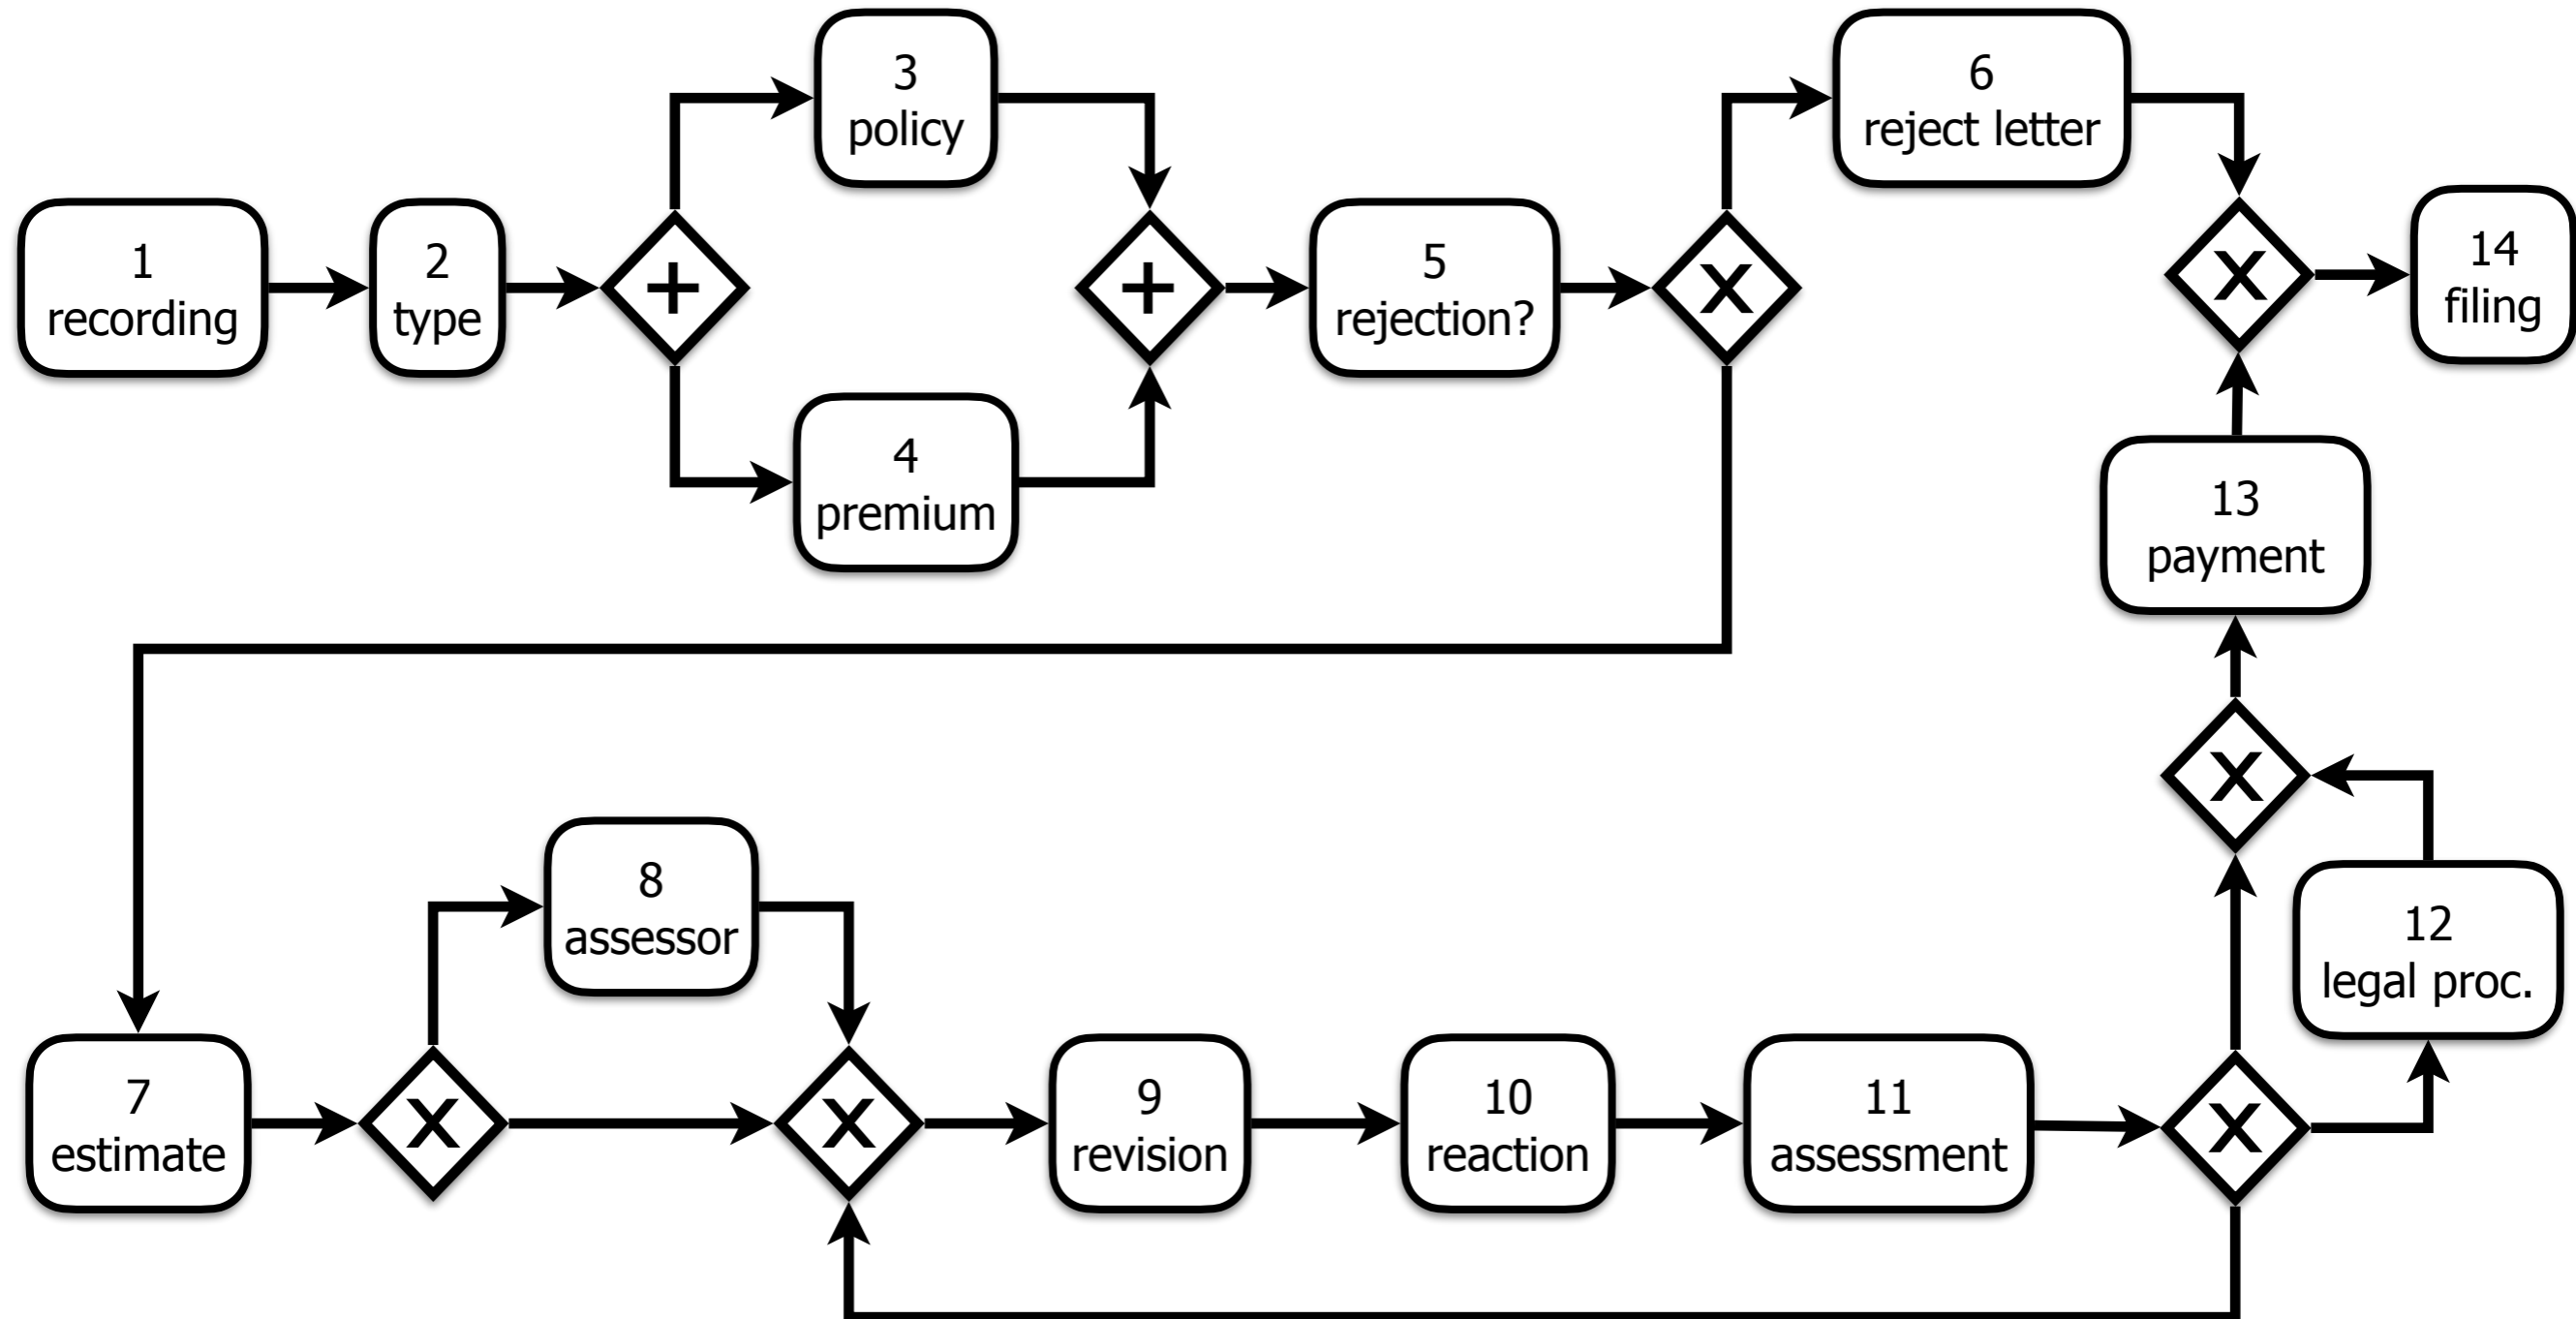 1
recording
2
type
+
3
policy
4
premium
+
5
rejection?
X
6
reject letter
X
14
filing
13
payment
X
12
legal proc.
7
estimate
X
8
assessor
X
9
revision
10
reaction
11
assessment
X